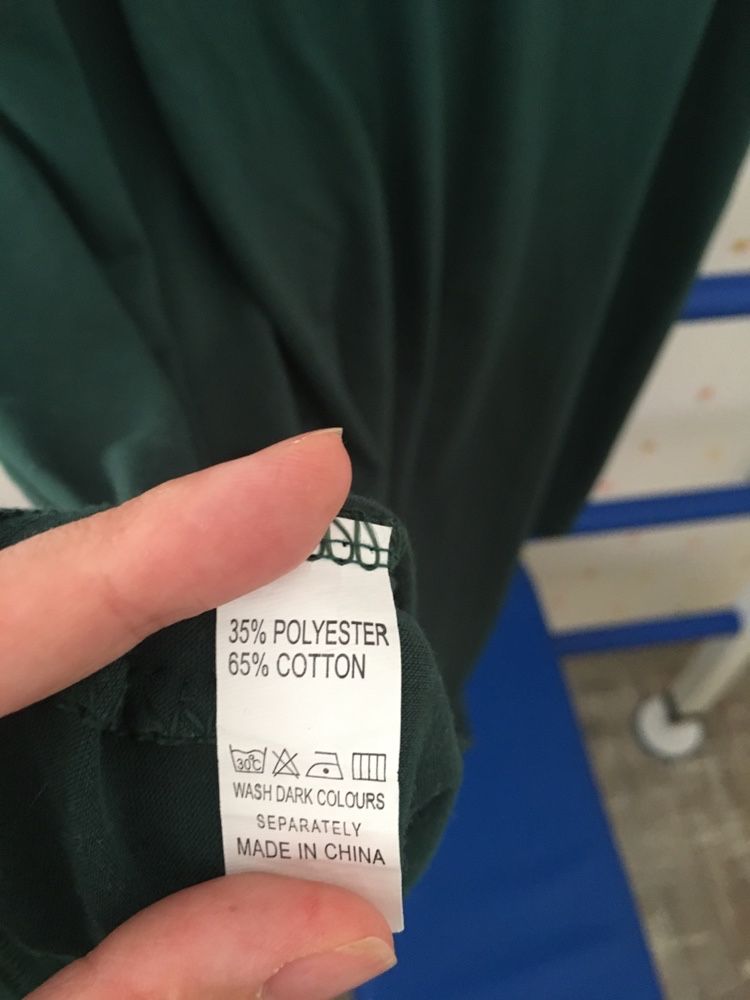 35% POLYESTER
65% COTTON
30°C
WASH DARK COLOURS
SEPARATELY
MADE IN CHINA